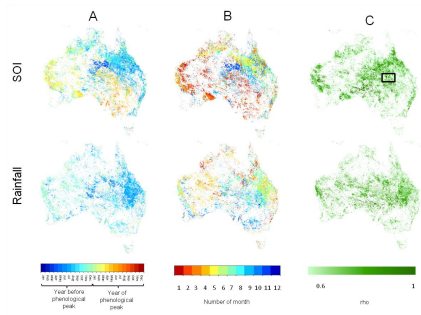 A B C
SOI
Rainfall
1 2 3 4 5 6 7 8 9 10 11 12
0.6 1
Year before phenological peak
Year of phenological peak
Number of month
rho